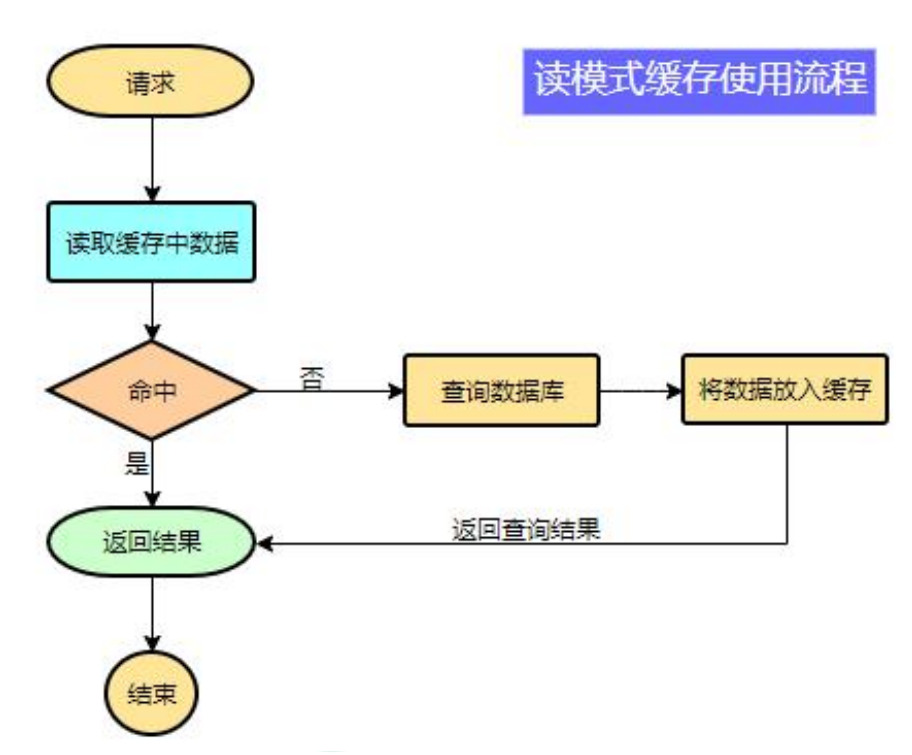 请求
读模式缓存使用流程
读取缓存中数据
命中
否
查询数据库
将数据放入缓存
是
返回结果
返回查询结果
结束